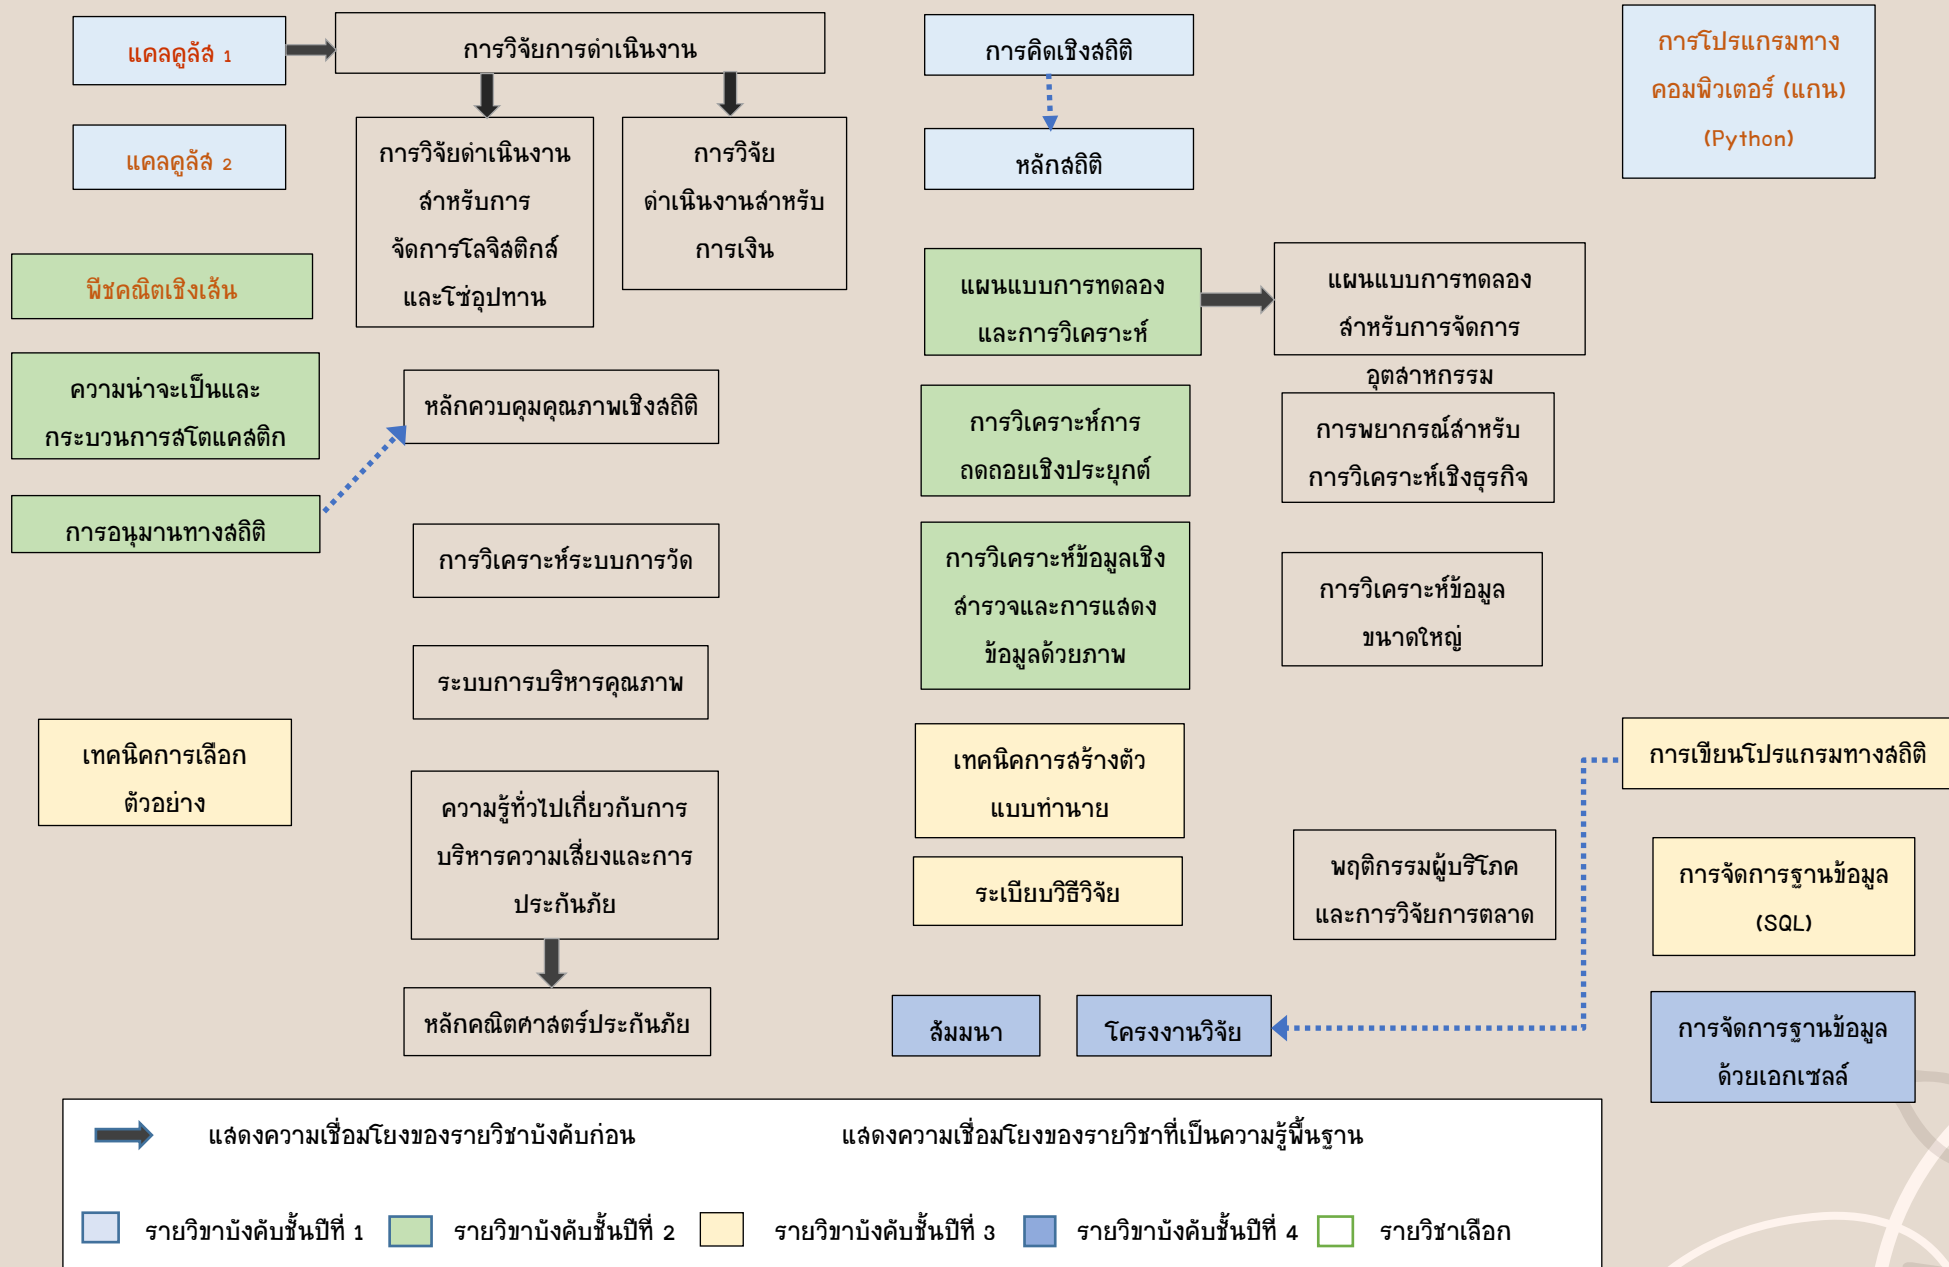 แคลคูลัส 1
การวิจัยการดำเนินงาน
การคิดเชิงสถิติ
การโปรแกรมทาง
คอมพิวเตอร์ (แกน)
(Python)
แคลคูลัส 2
การวิจัยดำเนินงาน
สำหรับการ
จัดการโลจิสติกส์
และโซ่อุปทาน
การวิจัย
ดำเนินงานสำหรับ
การเงิน
หลักสถิติ
พีชคณิตเชิงเส้น
แผนแบบการทดลอง
และการวิเคราะห์
แผนแบบการทดลอง
สำหรับการจัดการ
อุตสาหกรรม
ความน่าจะเป็นและ
กระบวนการสโตแคสติก
หลักควบคุมคุณภาพเชิงสถิติ
การวิเคราะห์การ
ถดถอยเชิงประยุกต์
การพยากรณ์สำหรับ
การวิเคราะห์เชิงธุรกิจ
การอนุมานทางสถิติ
การวิเคราะห์ระบบการวัด
การวิเคราะห์ข้อมูลเชิง
สำรวจและการแสดง
ข้อมูลด้วยภาพ
การวิเคราะห์ข้อมูล
ขนาดใหญ่
ระบบการบริหารคุณภาพ
เทคนิคการเลือก
ตัวอย่าง
เทคนิคการสร้างตัว
แบบทำนาย
การเขียนโปรแกรมทางสถิติ
ความรู้ทั่วไปเกี่ยวกับการ
บริหารความเสี่ยงและการ
ประกันภัย
ระเบียบวิธีวิจัย
พฤติกรรมผู้บริโภค
และการวิจัยการตลาด
การจัดการฐานข้อมูล
(SQL)
หลักคณิตศาสตร์ประกันภัย
สัมมนา
โครงงานวิจัย
การจัดการฐานข้อมูล
ด้วยเอกเซลล์
แสดงความเชื่อมโยงของรายวิชาบังคับก่อน
แสดงความเชื่อมโยงของรายวิชาที่เป็นความรู้พื้นฐาน
รายวิขาบังคับชั้นปีที่ 1
รายวิขาบังคับชั้นปีที่ 2
รายวิขาบังคับชั้นปีที่ 3
รายวิขาบังคับชั้นปีที่ 4
รายวิชาเลือก